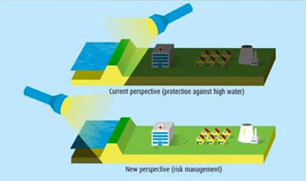 Current perspective (protection against high water)
New perspective (risk management)